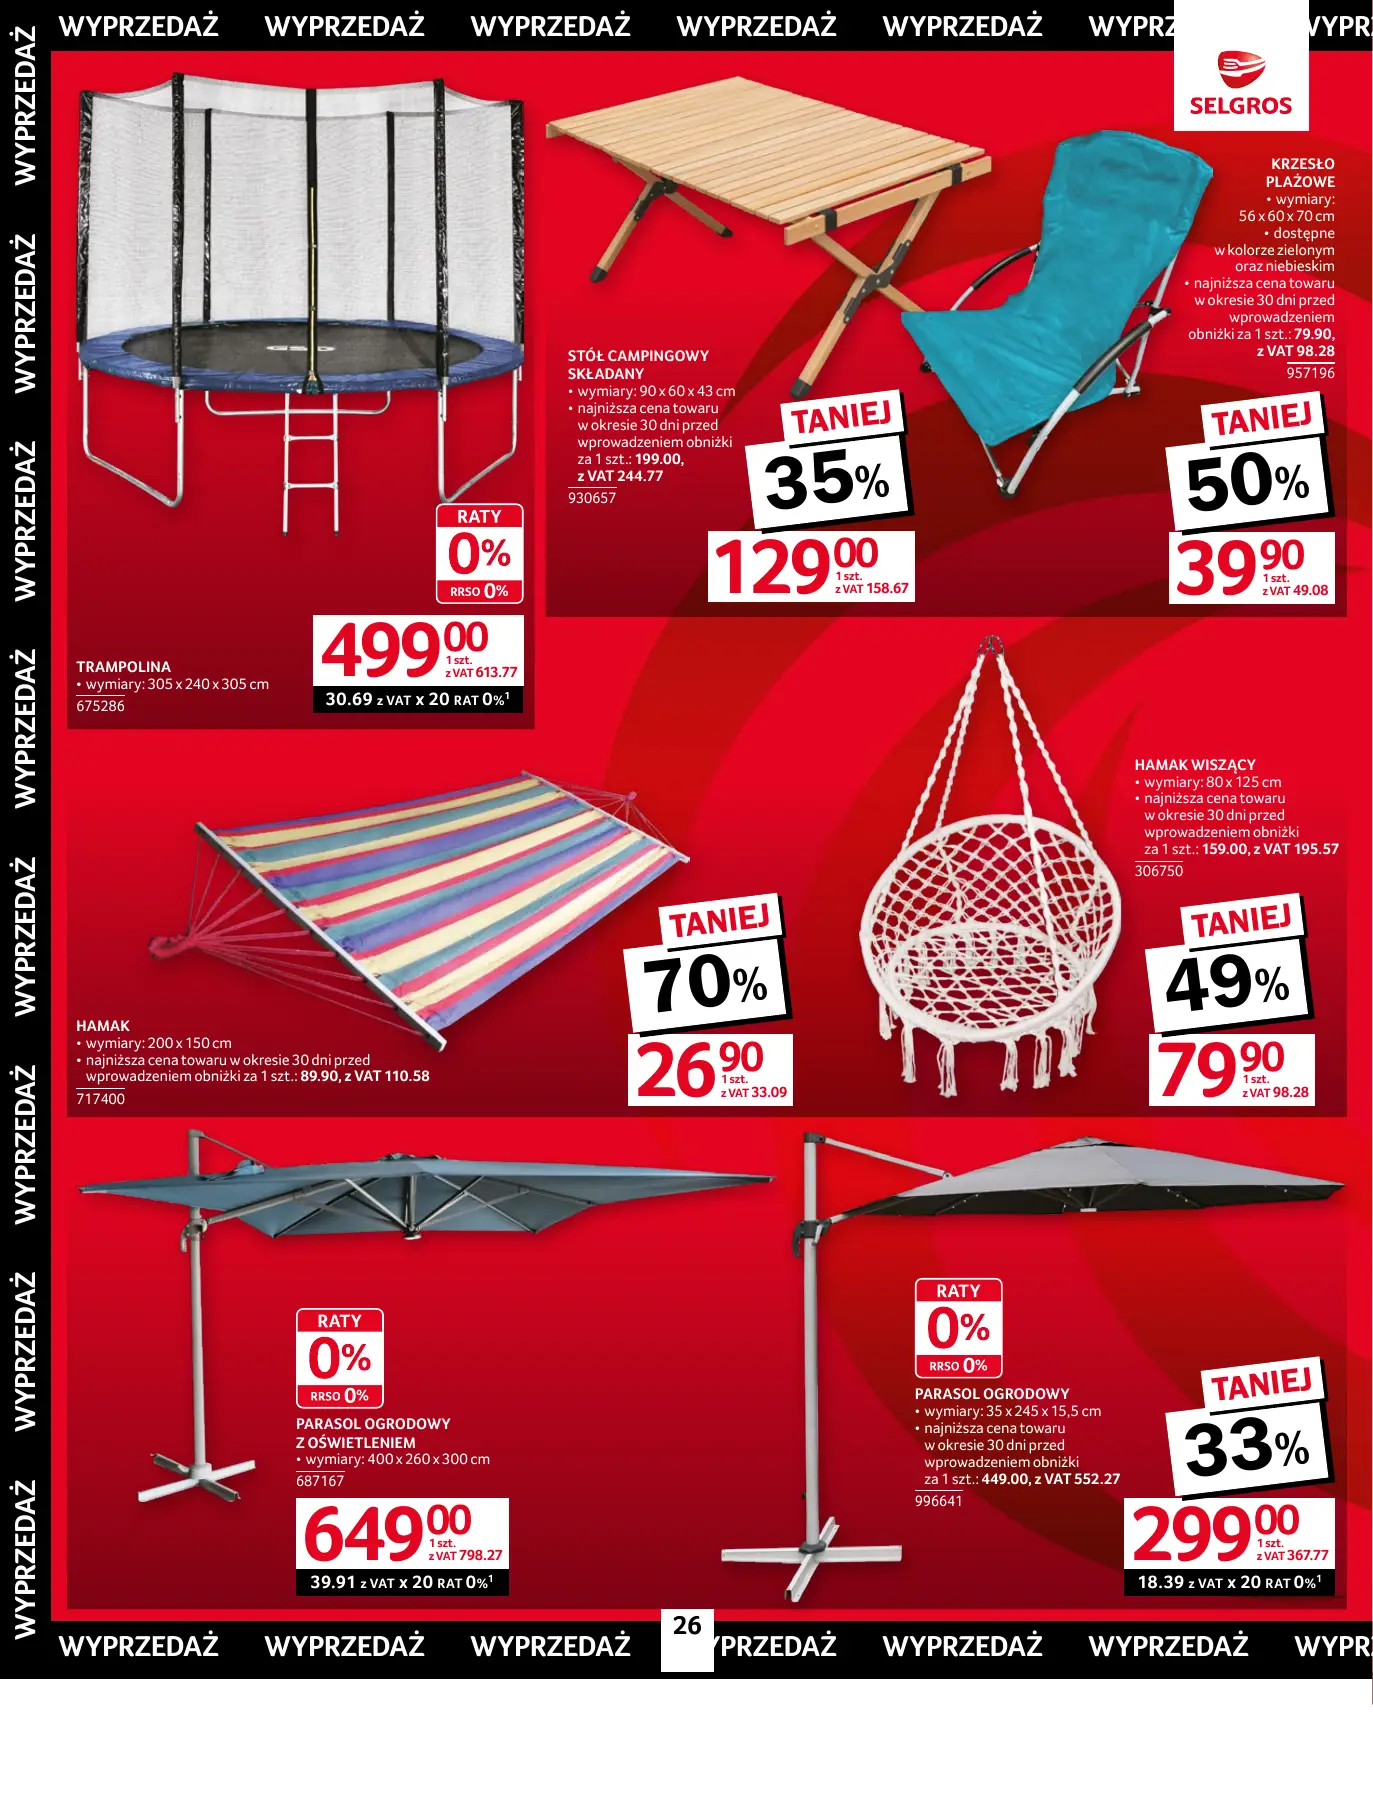 WYPRZEDAŻ WYPRZEDAŻ WYPRZEDAŻ WYPRZEDAŻ WYPRZEDAŻ WYPRZ WYPR
WYPRZEDAŻ
WYPRZEDAŻ
WYPRZEDAŻ
WYPRZEDAŻ
WYPRZEDAŻ
WYPRZEDAŻ
WYPRZEDAŻ
WYPRZEDAŻ
SELGROS
GSD
RATY
0%
RRSO 0%
TRAMPOLINA
• wymiary: 305 x 240 x 305 cm
675286
499 00
1 szt.
z VAT 613.77
30.69 z VAT x 20 RAT 0%¹
STÓŁ CAMPINGOWY
SKŁADANY
• wymiary: 90 x 60 x 43 cm
• najniższa cena towaru
w okresie 30 dni przed
wprowadzeniem obniżki
za 1 szt.: 199.00,
z VAT 244.77
930657
TANIEJ
35%
129 00
1 szt.
z VAT 158.67
KRZESŁO
PLAŻOWE
• wymiary:
56 x 60 x 70 cm
• dostępne
w kolorze zielonym
oraz niebieskim
• najniższa cena towaru
w okresie 30 dni przed
wprowadzeniem
obniżki za 1 szt.: 79.90,
z VAT 98.28
957196
TANIEJ
50%
39 90
1 szt.
z VAT 49.08
HAMAK
• wymiary: 200 x 150 cm
• najniższa cena towaru w okresie 30 dni przed
wprowadzeniem obniżki za 1 szt.: 89.90, z VAT 110.58
717400
TANIEJ
70%
26 90
1 szt.
z VAT 33.09
HAMAK WISZĄCY
• wymiary: 80 x 125 cm
• najniższa cena towaru
w okresie 30 dni przed
wprowadzeniem obniżki
za 1 szt.: 159.00, z VAT 195.57
306750
TANIEJ
49%
79 90
1 szt.
z VAT 98.28
RATY
0%
RRSO 0%
PARASOL OGRODOWY
Z OŚWIETLENIEM
• wymiary: 400 x 260 x 300 cm
687167
649 00
1 szt.
z VAT 798.27
39.91 z VAT x 20 RAT 0%¹
RATY
0%
RRSO 0%
PARASOL OGRODOWY
• wymiary: 35 x 245 x 15,5 cm
• najniższa cena towaru
w okresie 30 dni przed
wprowadzeniem obniżki
za 1 szt.: 449.00, z VAT 552.27
996641
TANIEJ
33%
299 00
1 szt.
z VAT 367.77
18.39 z VAT x 20 RAT 0%¹
26
WYPRZEDAŻ WYPRZEDAŻ WYPRZEDAŻ YPRZEDAŻ WYPRZEDAŻ WYPRZEDAŻ WYPR